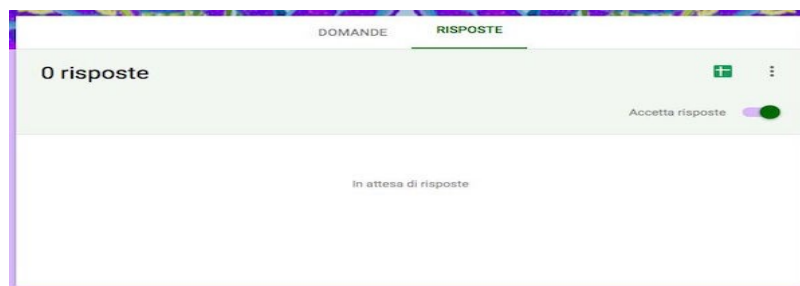 DOMANDE RISPOSTE
0 risposte
Accetta risposte
In attesa di risposte